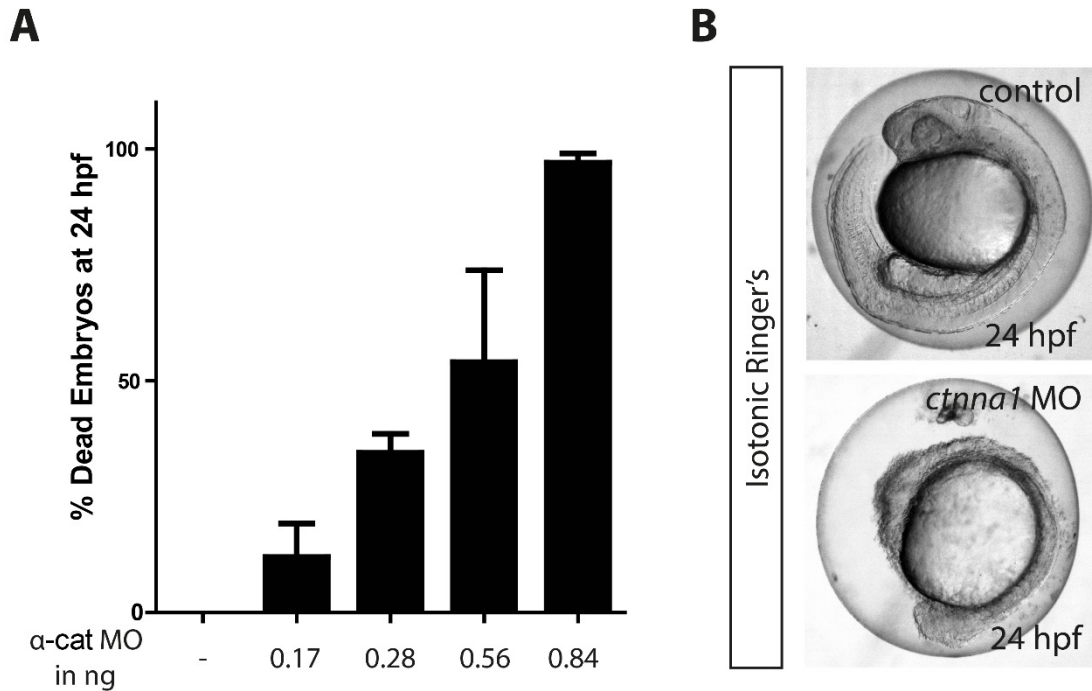 A
% Dead Embryos at 24 hpf
100
50
0
α-cat MO
in ng
- 0.17 0.28 0.56 0.84
B
Isotonic Ringer's
control
24 hpf
ctnna1 MO
24 hpf